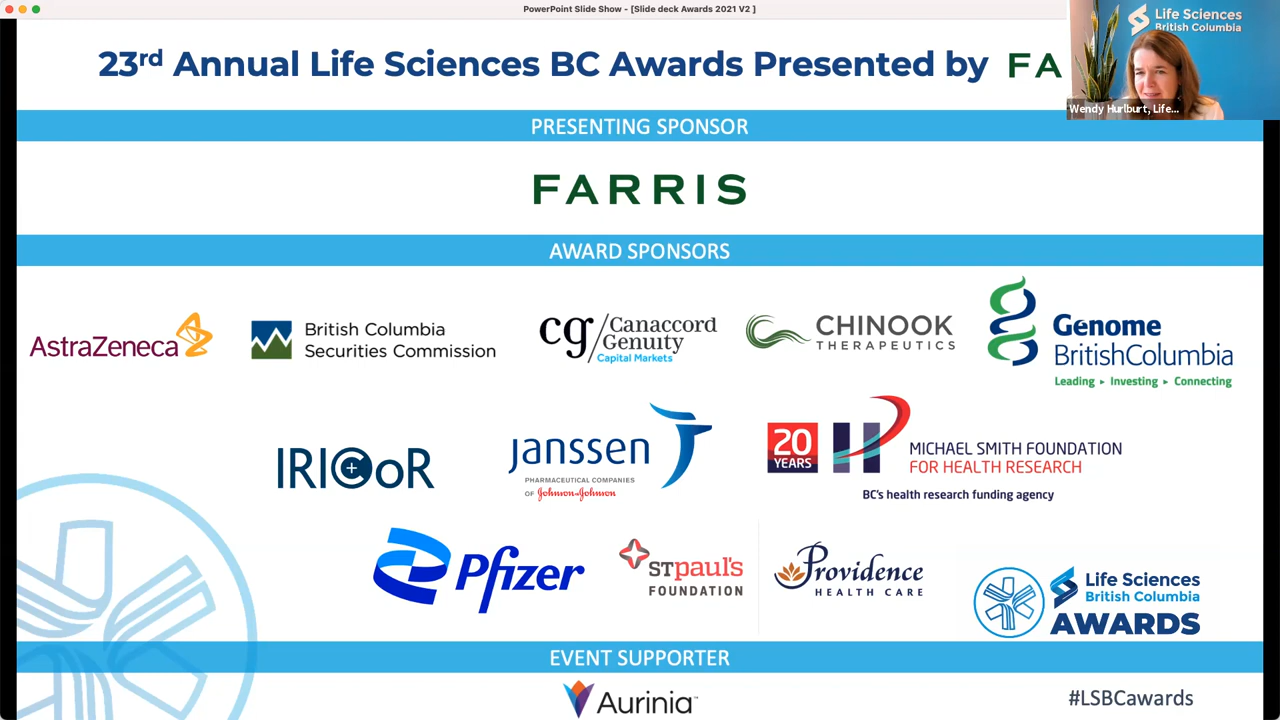 PowerPoint Slide Show - [Slide deck Awards 2021 V2 ]
Life Sciences
British Columbia
Wendy Hurlburt, Life...
23rd Annual Life Sciences BC Awards Presented by FA
PRESENTING SPONSOR
FARRIS
AWARD SPONSORS
AstraZeneca
British Columbia
Securities Commission
cg/Canaccord
Genuity
Capital Markets
CHINOOK
THERAPEUTICS
Genome
BritishColumbia
Leading ▸ Investing ▸ Connecting
IRICoR
janssen
PHARMACEUTICAL COMPANIES
OF Johnson&Johnson
20
YEARS
MICHAEL SMITH FOUNDATION
FOR HEALTH RESEARCH
BC's health research funding agency
Pfizer
STpaul's
FOUNDATION
Providence
HEALTH CARE
Life Sciences
British Columbia
AWARDS
EVENT SUPPORTER
Aurinia™
#LSBCawards